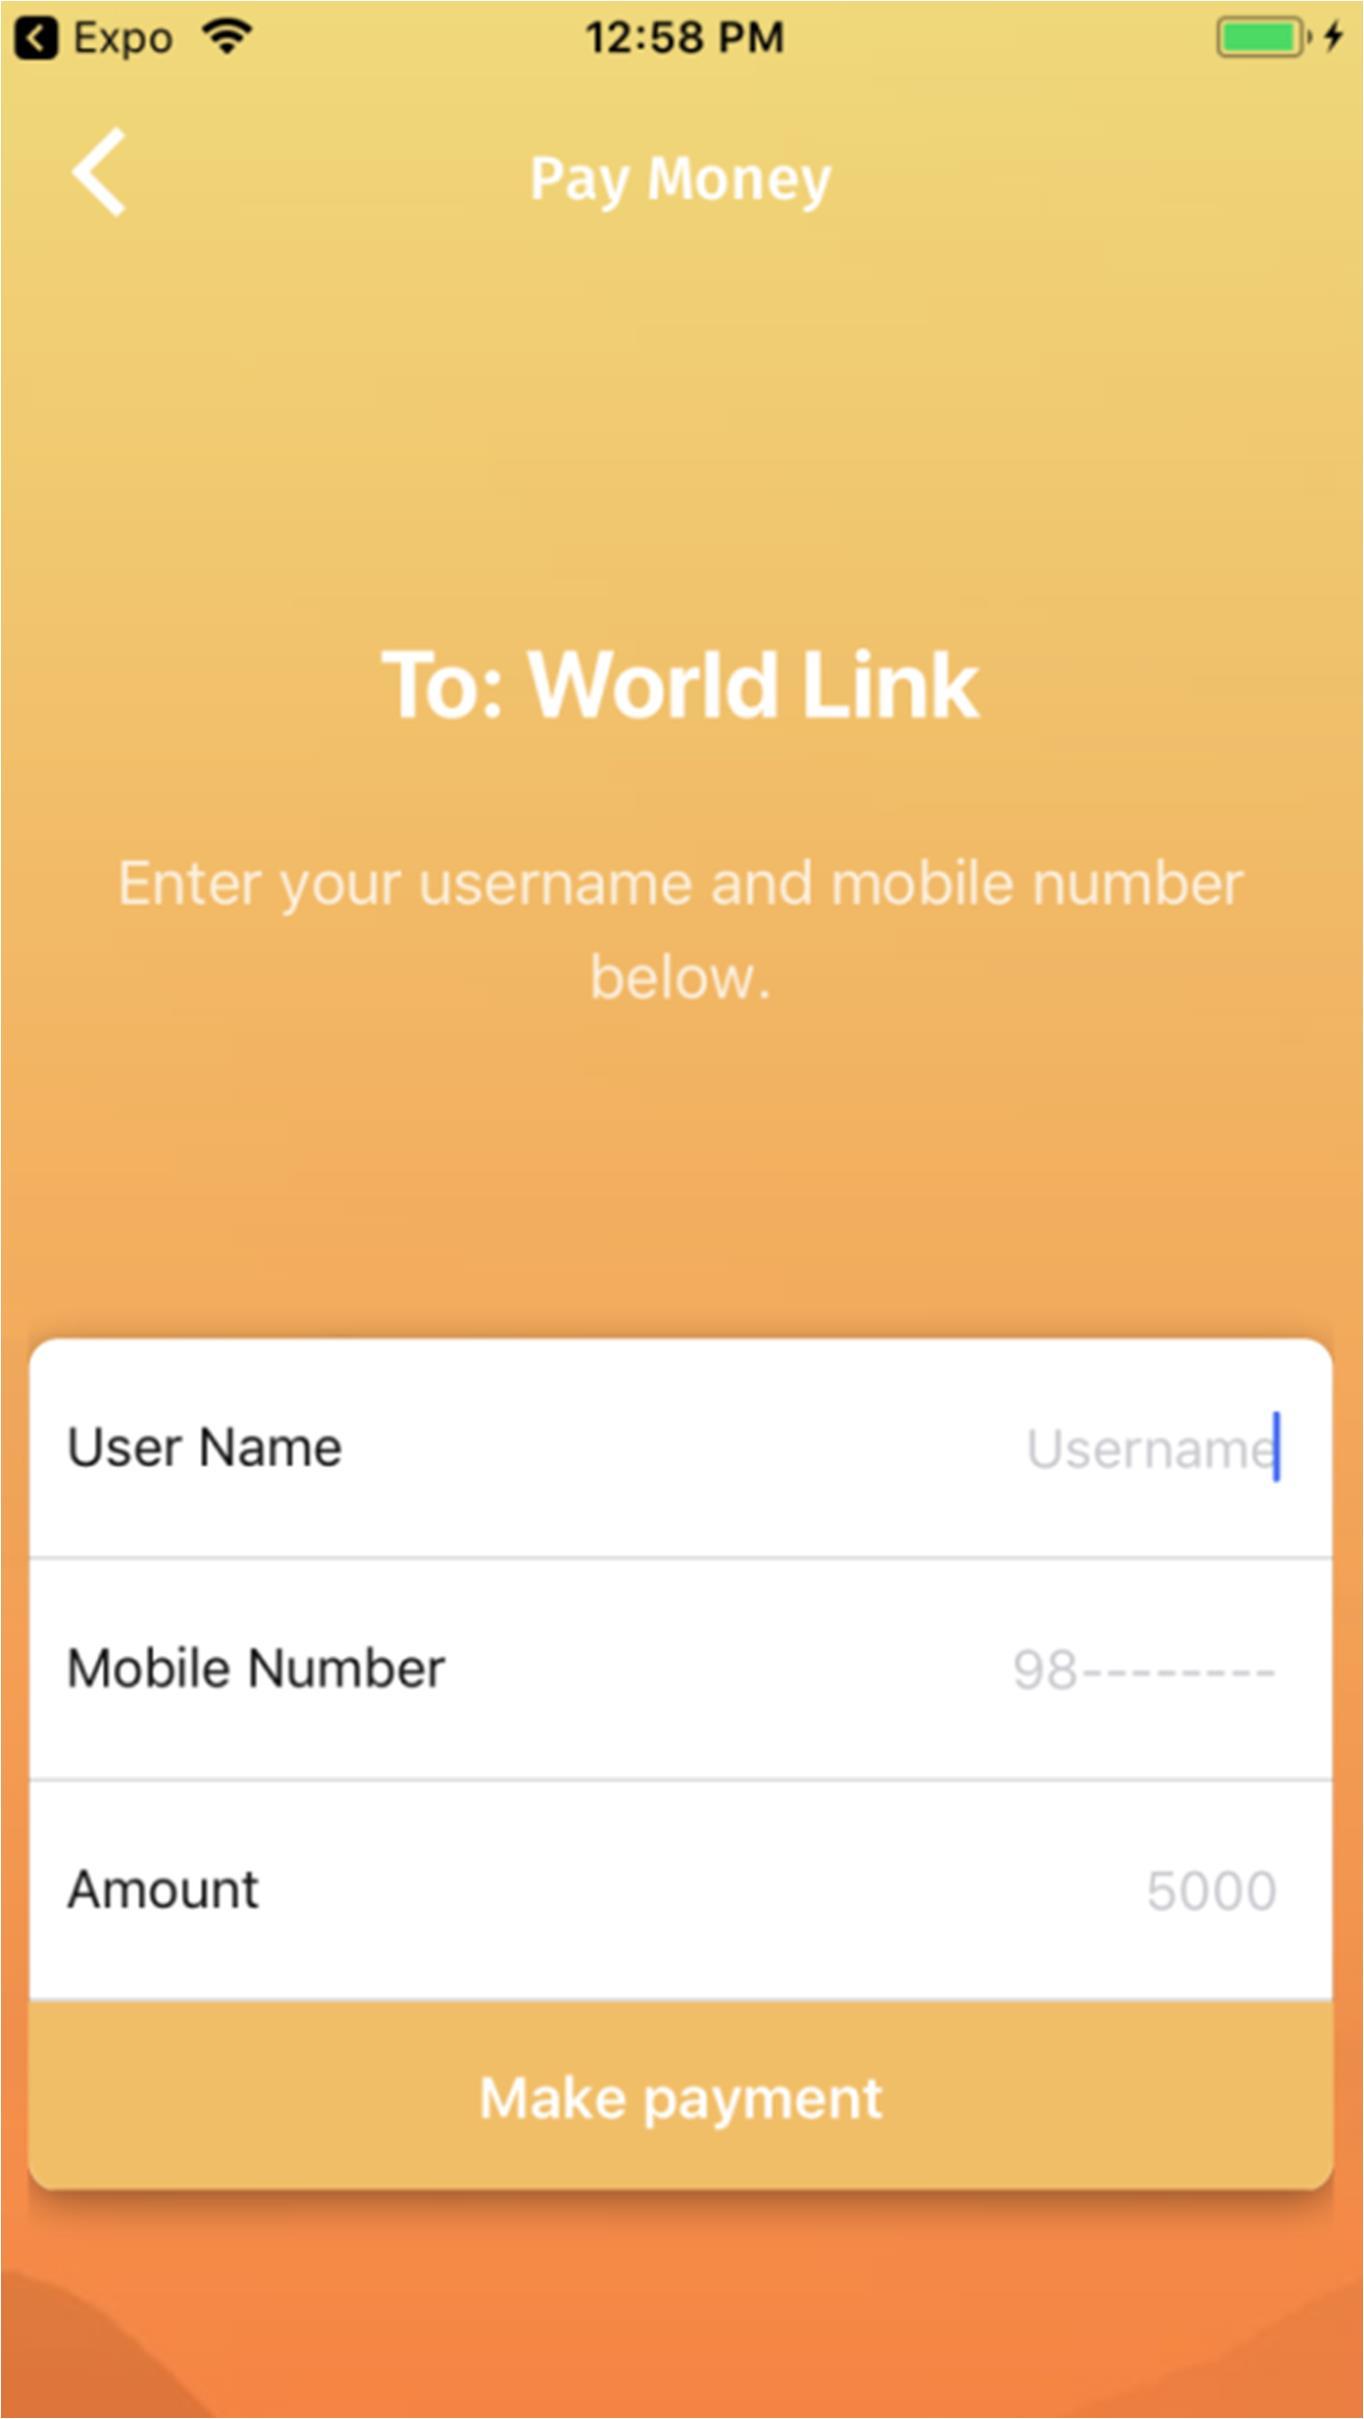 Expo
12:58 PM
Pay Money
To: World Link
Enter your username and mobile number
below.
User Name
Username
Mobile Number
98--------
Amount
5000
Make payment